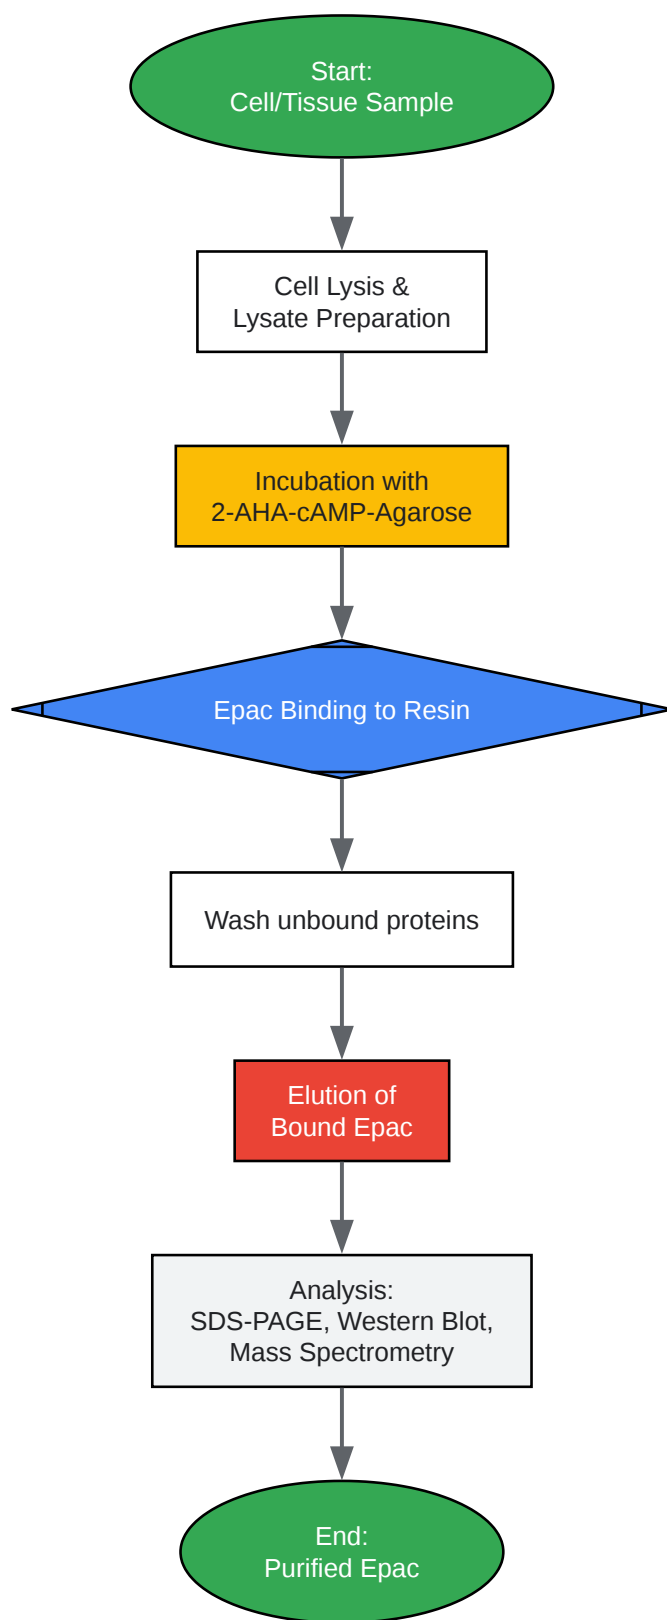 Start:
Cell/Tissue Sample
Cell Lysis &
Lysate Preparation
Incubation with
2-AHA-cAMP-Agarose
Epac Binding to Resin
Wash unbound proteins
Elution of
Bound Epac
Analysis:
SDS-PAGE, Western Blot,
Mass Spectrometry
End:
Purified Epac